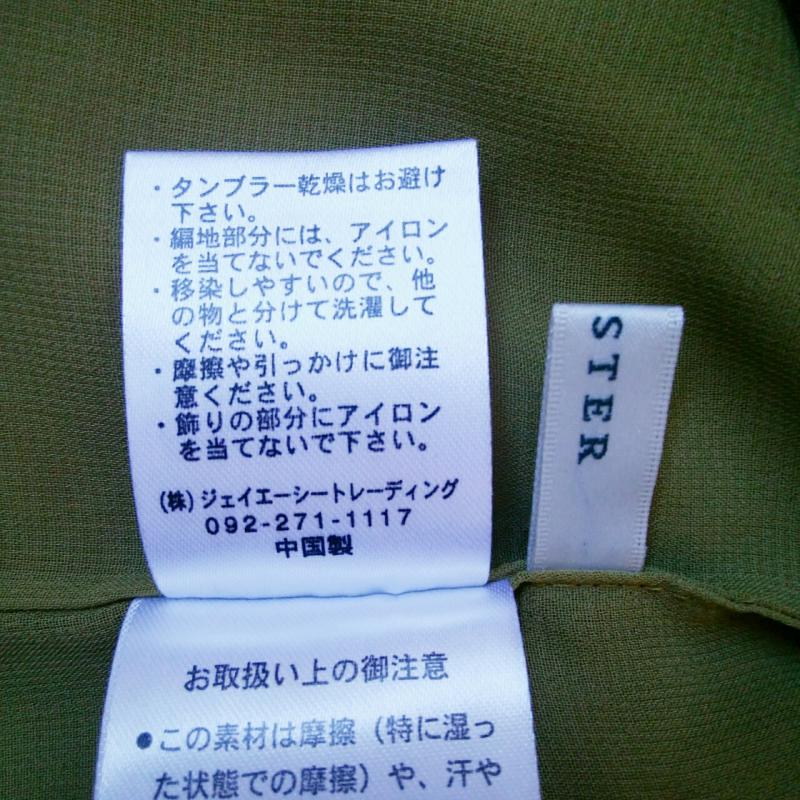 ・タンブラー乾燥はお避け
下さい。
・編地部分には、アイロン
を当てないでください。
・移染しやすいので、他
の物と分けて洗濯して
ください。
・摩擦や引っかけに御注
意ください。
・飾りの部分にアイロン
を当てないで下さい。
(株)ジェイエーシートレーディング
092-271-1117
中国製
STER
お取扱い上の御注意
●この素材は摩擦（特に湿っ
た状態での摩擦）や、汗や